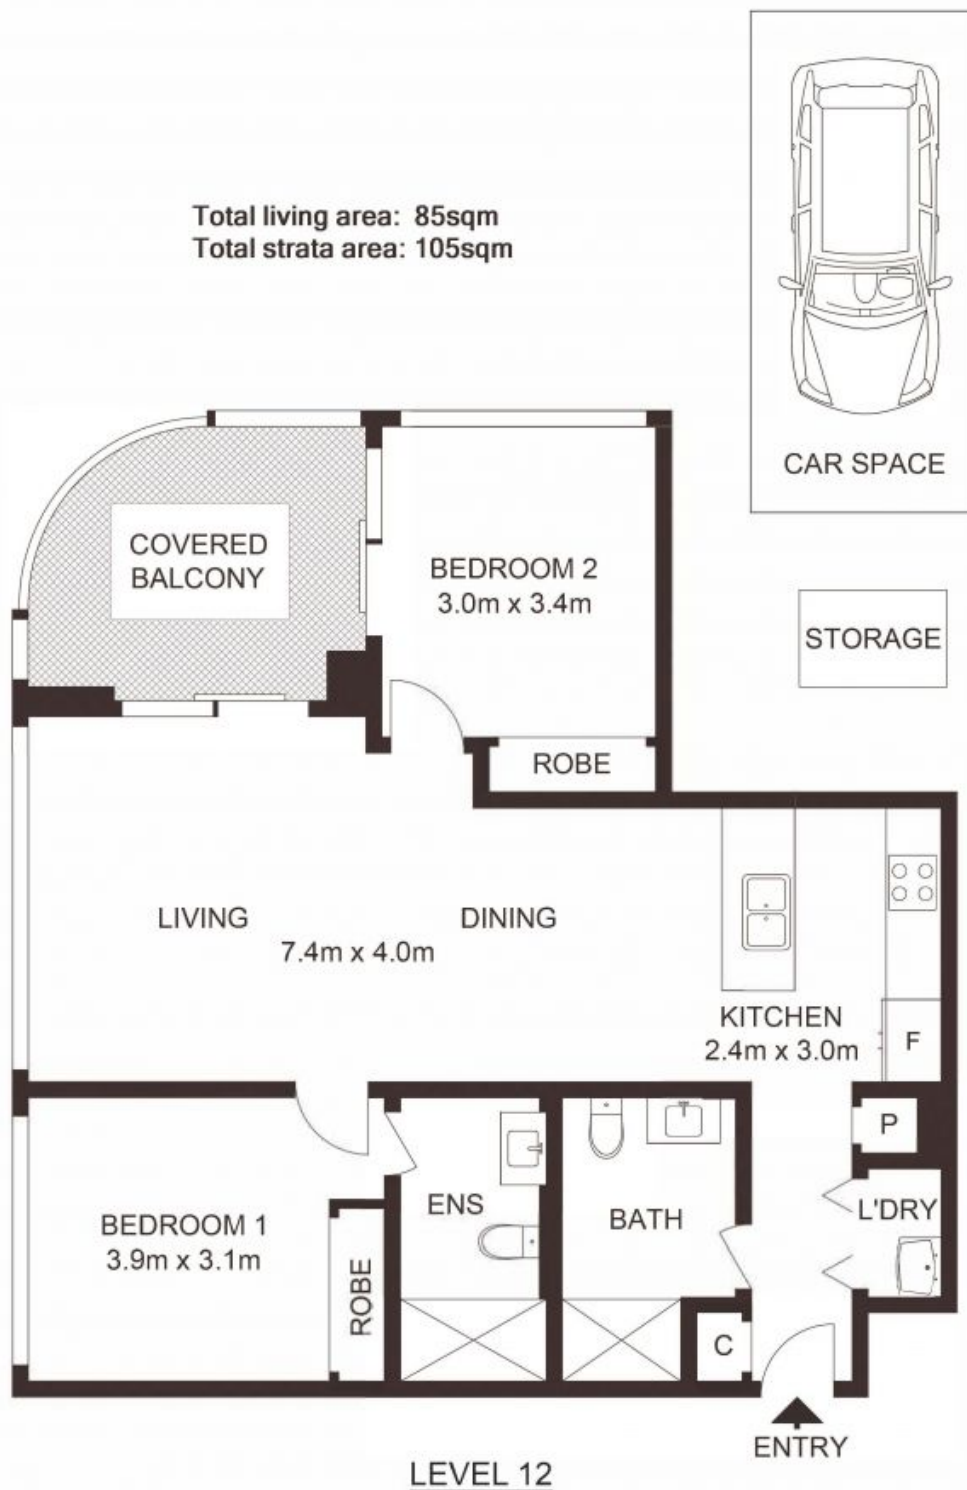 Total living area: 85sqm
Total strata area: 105sqm
CAR SPACE
COVERED
BALCONY
BEDROOM 2
3.0m x 3.4m
STORAGE
ROBE
LIVING
DINING
7.4m x 4.0m
KITCHEN
2.4m x 3.0m
F
P
L'DRY
ENS
BATH
BEDROOM 1
3.9m x 3.1m
ROBE
C
ENTRY
LEVEL 12